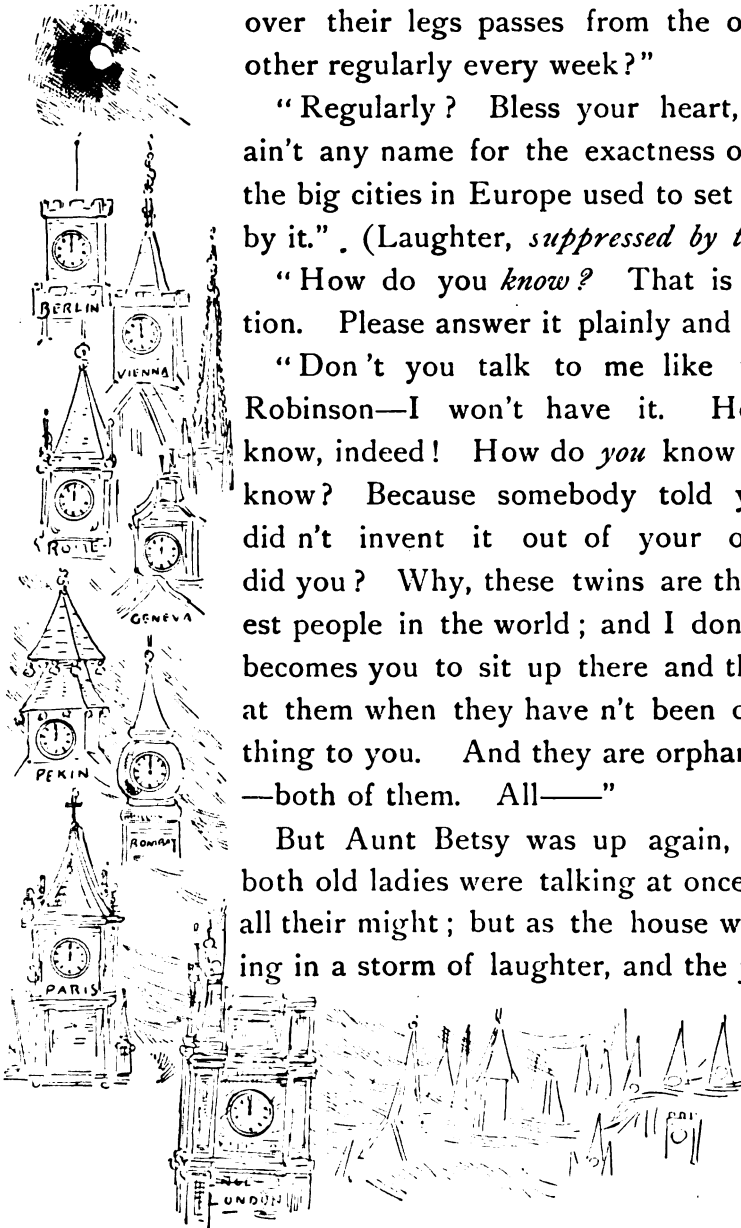 over their legs passes from the
other regularly every week?"
"Regularly? Bless your heart,
ain't any name for the exactness
the big cities in Europe used to set
by it." . (Laughter, suppressed by
"How do you know? That is
tion. Please answer it plainly and
"Don't you talk to me like
Robinson—I won't have it.
know, indeed! How do you know
know? Because somebody told
did n't invent it out of your
did you? Why, these twins are
est people in the world; and I
becomes you to sit up there and
at them when they have n't been
thing to you. And they are
—both of them. All——"
But Aunt Betsy was up again,
both old ladies were talking at once
all their might; but as the house
ing in a storm of laughter, and the
BERLIN
VIENNA
ROME
GENEVA
PEKIN
BOMBAY
PARIS
LONDON